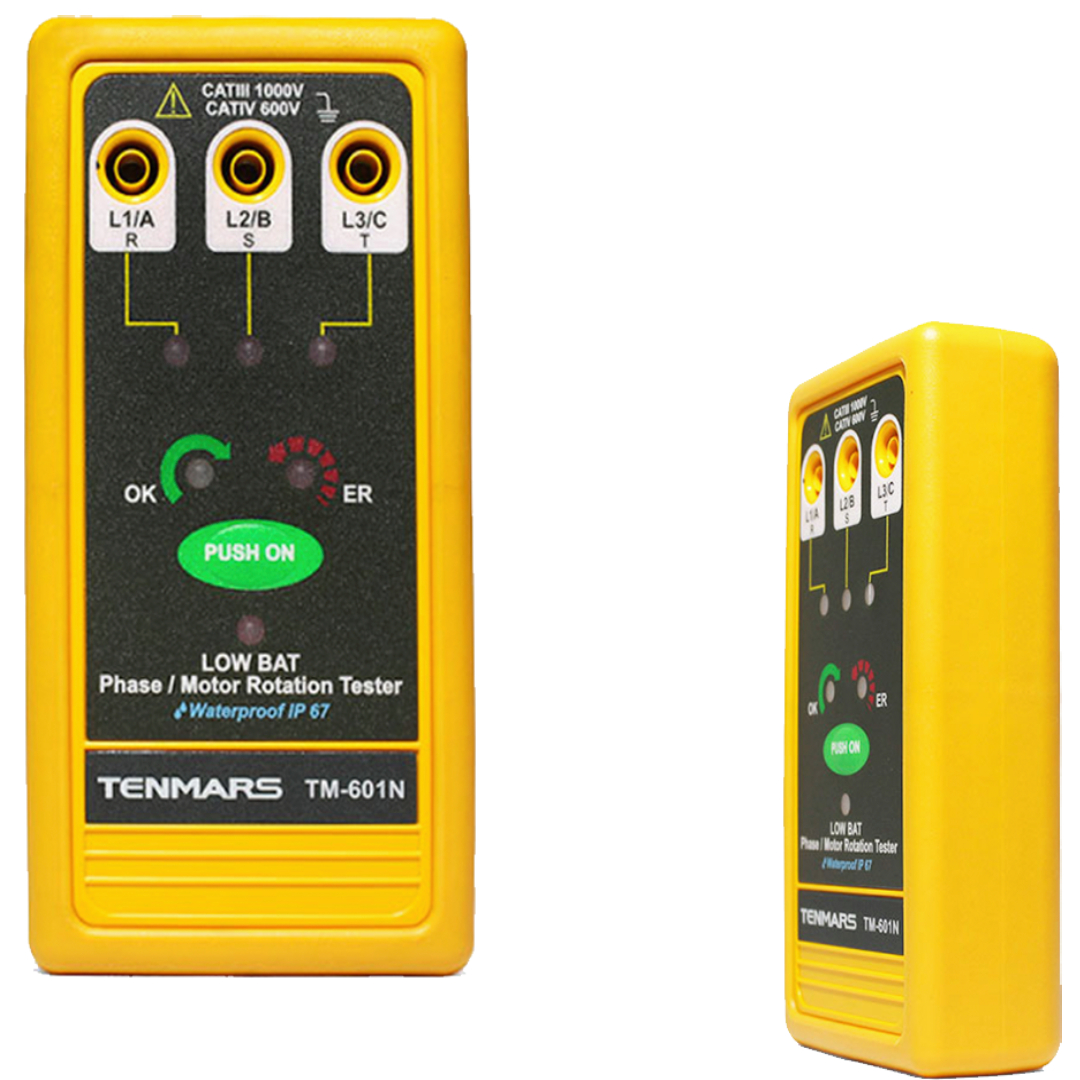 CATIII 1000V
CATIV 600V
L1/A
R
L2/B
S
L3/C
T
OK
ER
PUSH ON
LOW BAT
Phase / Motor Rotation Tester
Waterproof IP 67
TENMARS TM-601N
CATIII 1000V
CATIV 600V
L1/A
R
L2/B
S
L3/C
T
OK
ER
PUSH ON
LOW BAT
Phase / Motor Rotation Tester
Waterproof IP 67
TENMARS TM-601N